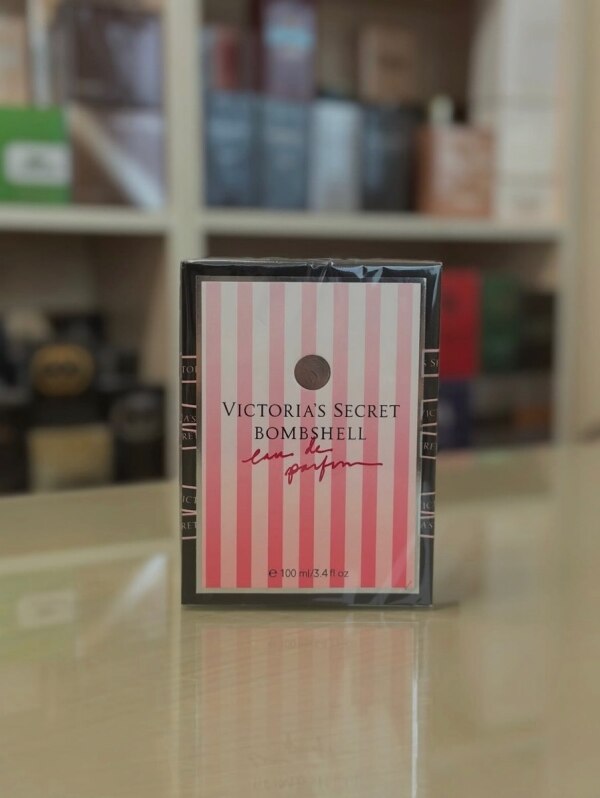 VICTORIA'S SECRET
BOMBSHELL
eau de
parfum
e 100 ml/3.4 fl oz